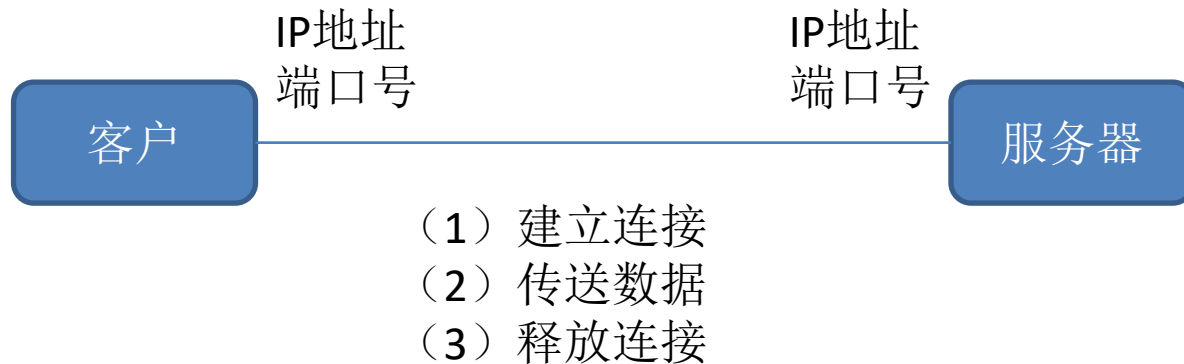 IP地址
端口号
IP地址
端口号
客户
服务器
（1）建立连接
（2）传送数据
（3）释放连接